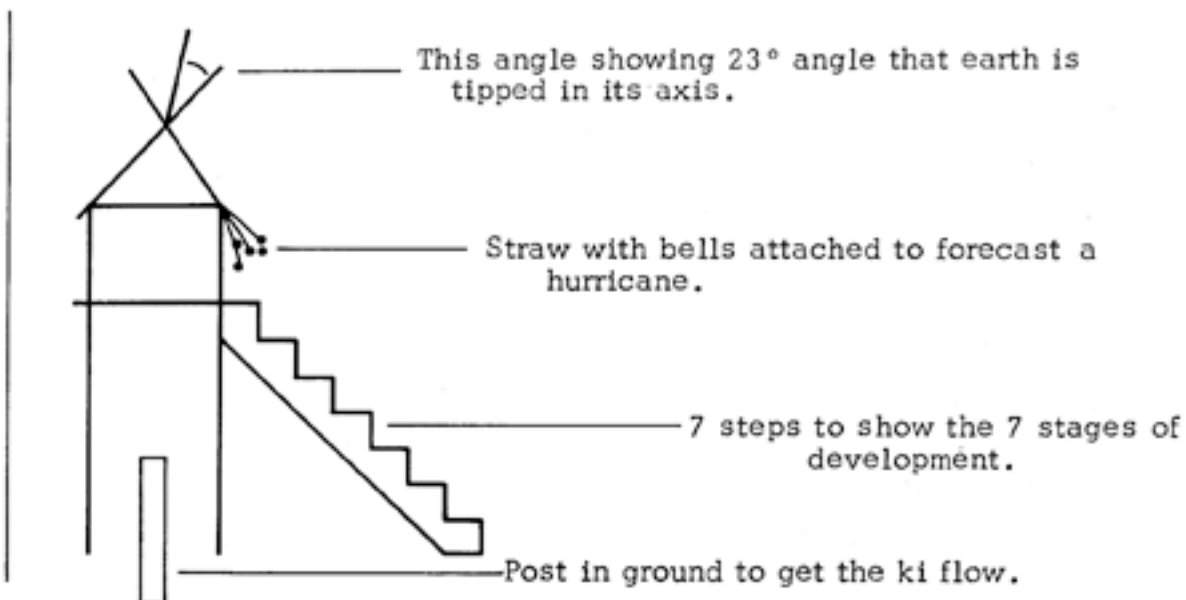 This angle showing 23° angle that earth is
tipped in its axis.
Straw with bells attached to forecast a
hurricane.
7 steps to show the 7 stages of
development.
Post in ground to get the ki flow.